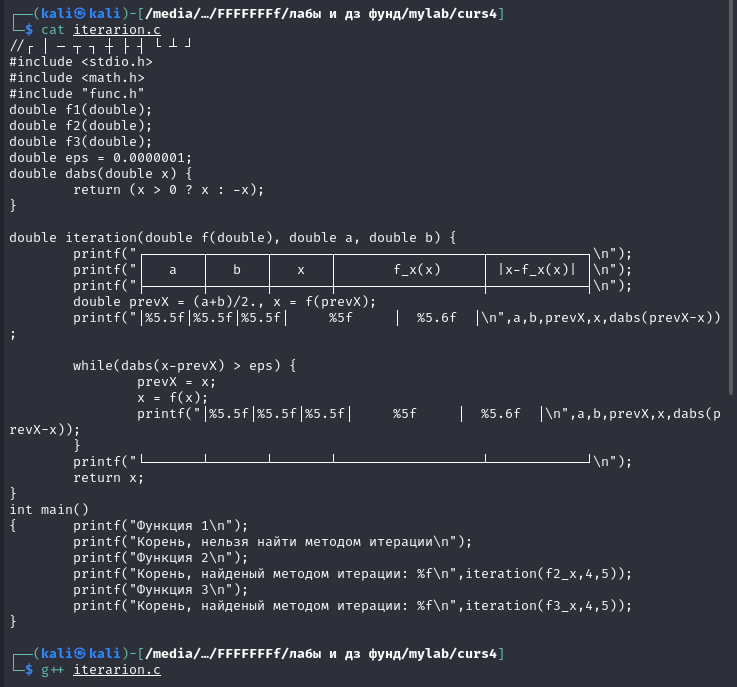 ┌──(kali㉿kali)-[/media/…/FFFFFFFf/лабы и дз фунд/mylab/curs4]
└─$ cat iterarion.c
//┌ │ ─ ┬ ┐ ┼ ├ ┤ └ ┴ ┘
#include <stdio.h>
#include <math.h>
#include "func.h"
double f1(double);
double f2(double);
double f3(double);
double eps = 0.0000001;
double dabs(double x) {
        return (x > 0 ? x : -x);
}

double iteration(double f(double), double a, double b) {
        printf("┌───────┬───────┬───────┬──────────────────┬────────────┐\n");
        printf("│   a   │   b   │   x   │       f_x(x)     │ |x-f_x(x)| │\n");
        printf("├───────┼───────┼───────┼──────────────────┼────────────┤\n");
        double prevX = (a+b)/2., x = f(prevX);
        printf("│%5.5f│%5.5f│%5.5f│     %5f     │  %5.6f  │\n",a,b,prevX,x,dabs(prevX-x))
;

        while(dabs(x-prevX) > eps) {
                prevX = x;
                x = f(x);
                printf("│%5.5f│%5.5f│%5.5f│     %5f     │  %5.6f  │\n",a,b,prevX,x,dabs(p
revX-x));
        }
        printf("└───────┴───────┴───────┴──────────────────┴────────────┘\n");
        return x;
}
int main()
{       printf("Функция 1\n");
        printf("Корень, нельзя найти методом итерации\n");
        printf("Функция 2\n");
        printf("Корень, найденый методом итерации: %f\n",iteration(f2_x,4,5));
        printf("Функция 3\n");
        printf("Корень, найденый методом итерации: %f\n",iteration(f3_x,4,5));
}

┌──(kali㉿kali)-[/media/…/FFFFFFFf/лабы и дз фунд/mylab/curs4]
└─$ g++ iterarion.c